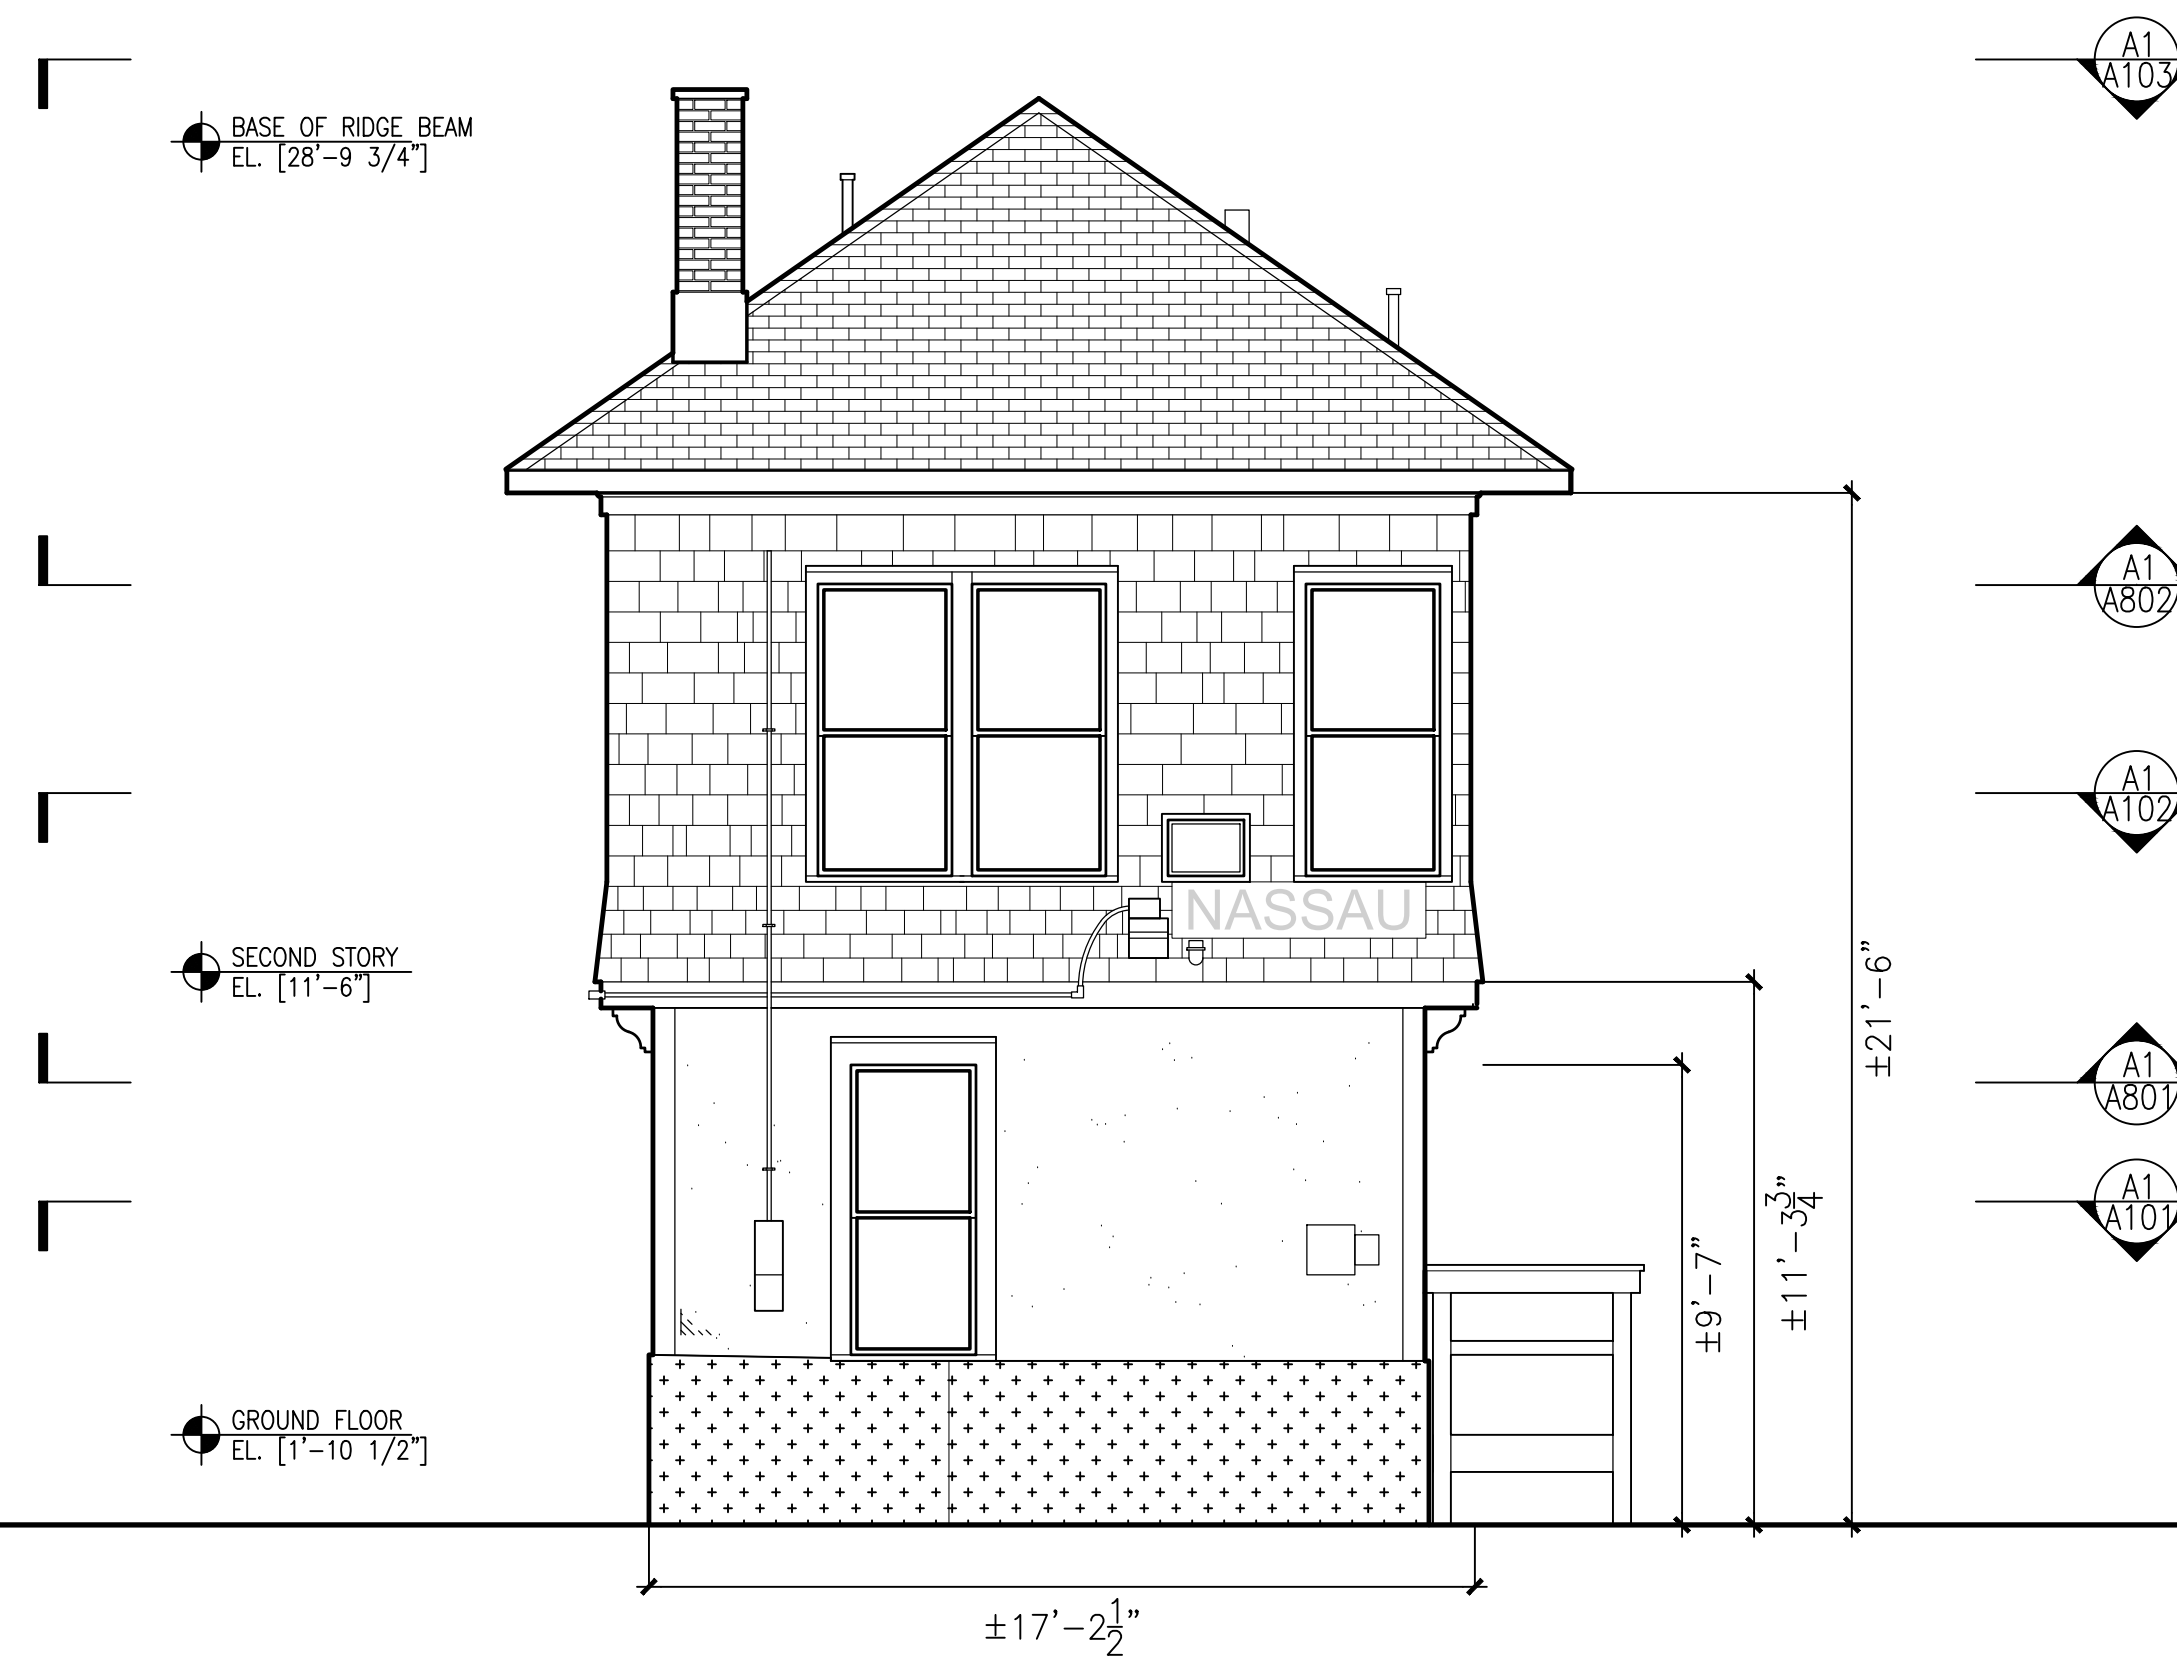 A1
A103
BASE OF RIDGE BEAM
EL. [28'-9 3/4"]
A1
A802
A1
A102
NASSAU
SECOND STORY
EL. [11'-6"]
±21'-6"
A1
A801
A1
A101
±11'-3 3/4"
±9'-7"
GROUND FLOOR
EL. [1'-10 1/2"]
±17'-2 1/2"